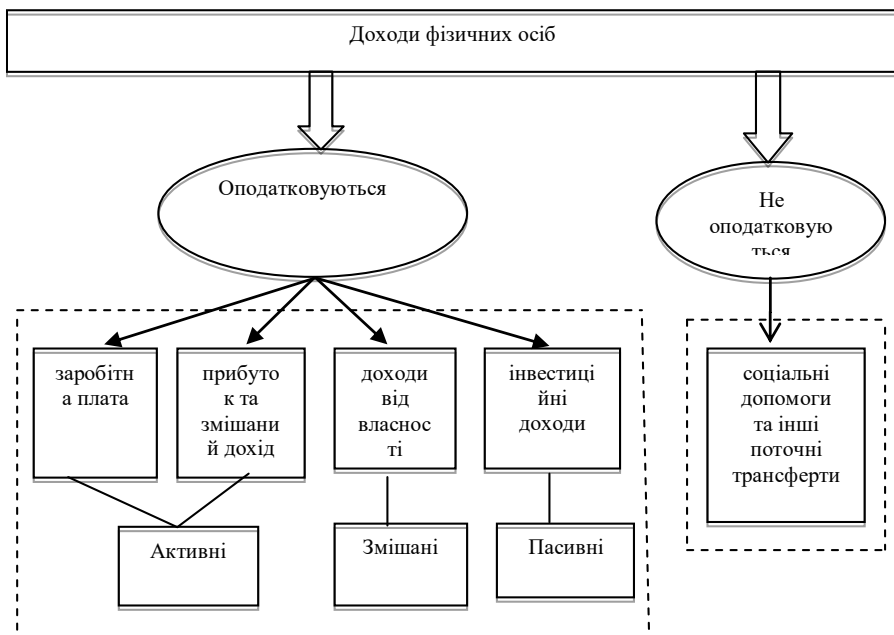 Доходи фізичних осіб
Оподатковуються
Не
оподатковую
ться
заробітн
а плата
прибуто
к та
змішани
й дохід
доходи
від
власнос
ті
інвестиці
йні
доходи
соціальні
допомоги
та інші
поточні
трансферти
Активні
Змішані
Пасивні